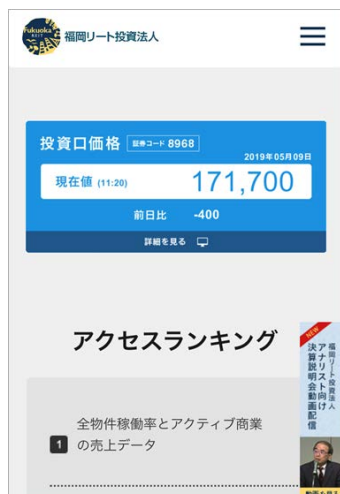 Fukuoka
REIT
福岡リート投資法人
投資口価格 証券コード 8968
2019年05月09日
現在値 (11:20) 171,700
前日比 -400
詳細を見る
アクセスランキング
NEW
福岡リート投資法人
アナリスト向け
決算説明会動画配信
1 全物件稼働率とアクティブ商業
の売上データ
動画を見る